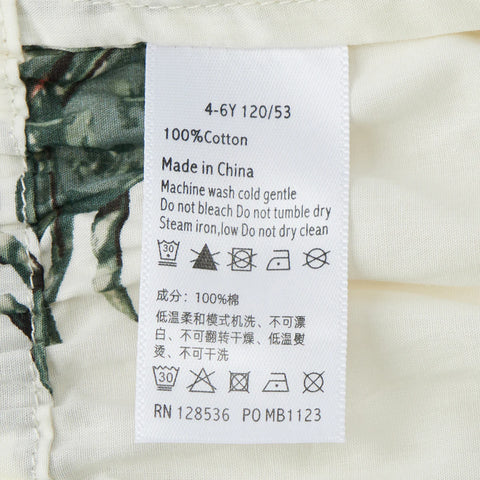 4-6Y 120/53
100%Cotton
Made in China
Machine wash cold gentle
Do not bleach Do not tumble dry
Steam iron,low Do not dry clean
30
成分：100%棉
低温柔和模式机洗、不可漂
白、不可翻转干燥、低温熨
烫、不可干洗
30
RN 128536 PO MB1123